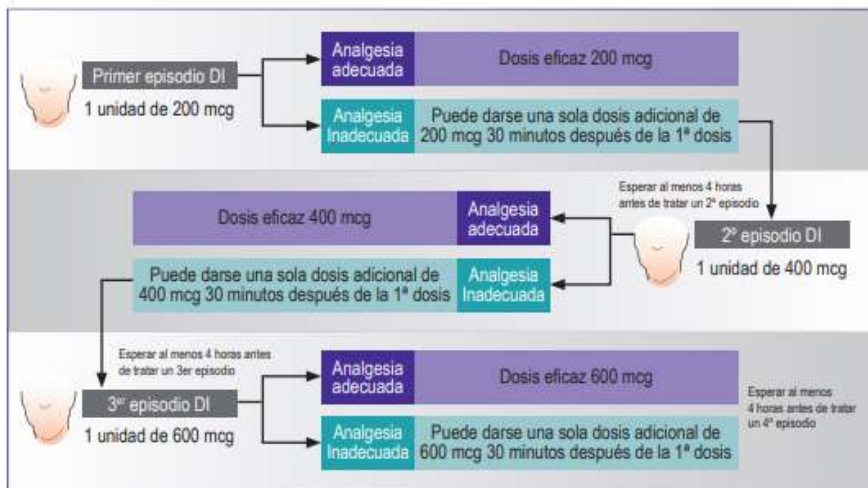 Primer episodio DI
1 unidad de 200 mcg
Analgesia
adecuada
Dosis eficaz 200 mcg
Analgesia
Inadecuada
Puede darse una sola dosis adicional de
200 mcg 30 minutos después de la 1ª dosis
Esperar al menos 4 horas
antes de tratar un 2º episodio
2º episodio DI
1 unidad de 400 mcg
Dosis eficaz 400 mcg
Analgesia
adecuada
Puede darse una sola dosis adicional de
400 mcg 30 minutos después de la 1ª dosis
Analgesia
Inadecuada
Esperar al menos 4 horas antes
de tratar un 3er episodio
3er episodio DI
1 unidad de 600 mcg
Analgesia
adecuada
Dosis eficaz 600 mcg
Analgesia
Inadecuada
Puede darse una sola dosis adicional de
600 mcg 30 minutos después de la 1ª dosis
Esperar al menos
4 horas antes de tratar
un 4º episodio